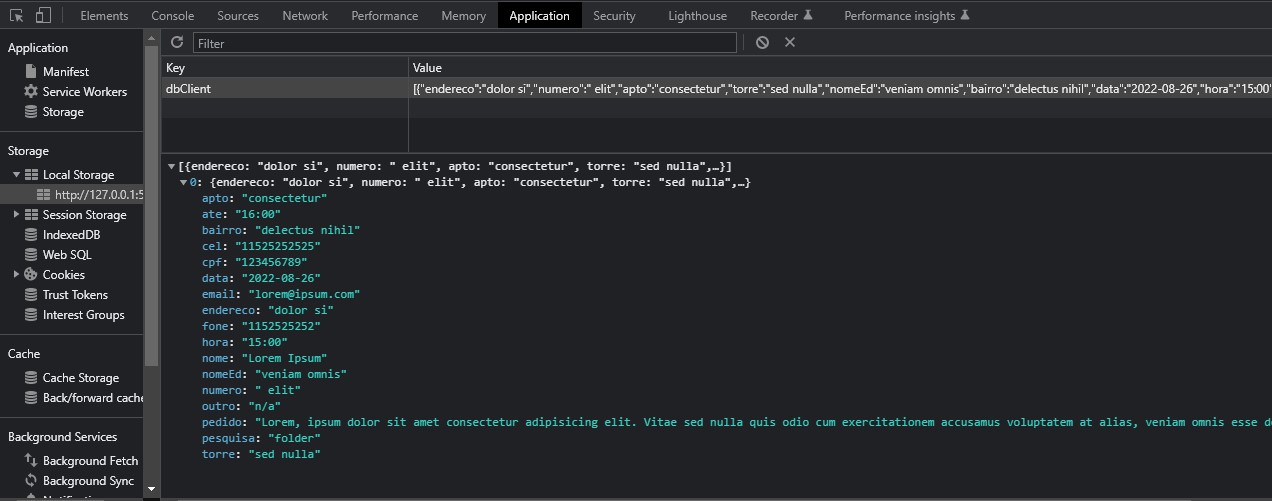 Elements Console Sources Network Performance Memory Application Security Lighthouse Recorder Performance insights
Application
Manifest
Service Workers
Storage
Storage
Local Storage
http://127.0.0.1:5
Session Storage
IndexedDB
Web SQL
Cookies
Trust Tokens
Interest Groups
Cache
Cache Storage
Back/forward cache
Background Services
Background Fetch
Background Sync
Filter
Key Value
dbClient [{"endereco":"dolor si","numero":" elit","apto":"consectetur","torre":"sed nulla","nomeEd":"veniam omnis","bairro":"delectus nihil","data":"2022-08-26","hora":"15:00"
[{endereco: "dolor si", numero: " elit", apto: "consectetur", torre: "sed nulla",…}]
0: {endereco: "dolor si", numero: " elit", apto: "consectetur", torre: "sed nulla",…}
apto: "consectetur"
ate: "16:00"
bairro: "delectus nihil"
cel: "11525252525"
cpf: "123456789"
data: "2022-08-26"
email: "lorem@ipsum.com"
endereco: "dolor si"
fone: "1152525252"
hora: "15:00"
nome: "Lorem Ipsum"
nomeEd: "veniam omnis"
numero: " elit"
outro: "n/a"
pedido: "Lorem, ipsum dolor sit amet consectetur adipisicing elit. Vitae sed nulla quis odio cum exercitationem accusamus voluptatem at alias, veniam omnis esse d
pesquisa: "folder"
torre: "sed nulla"